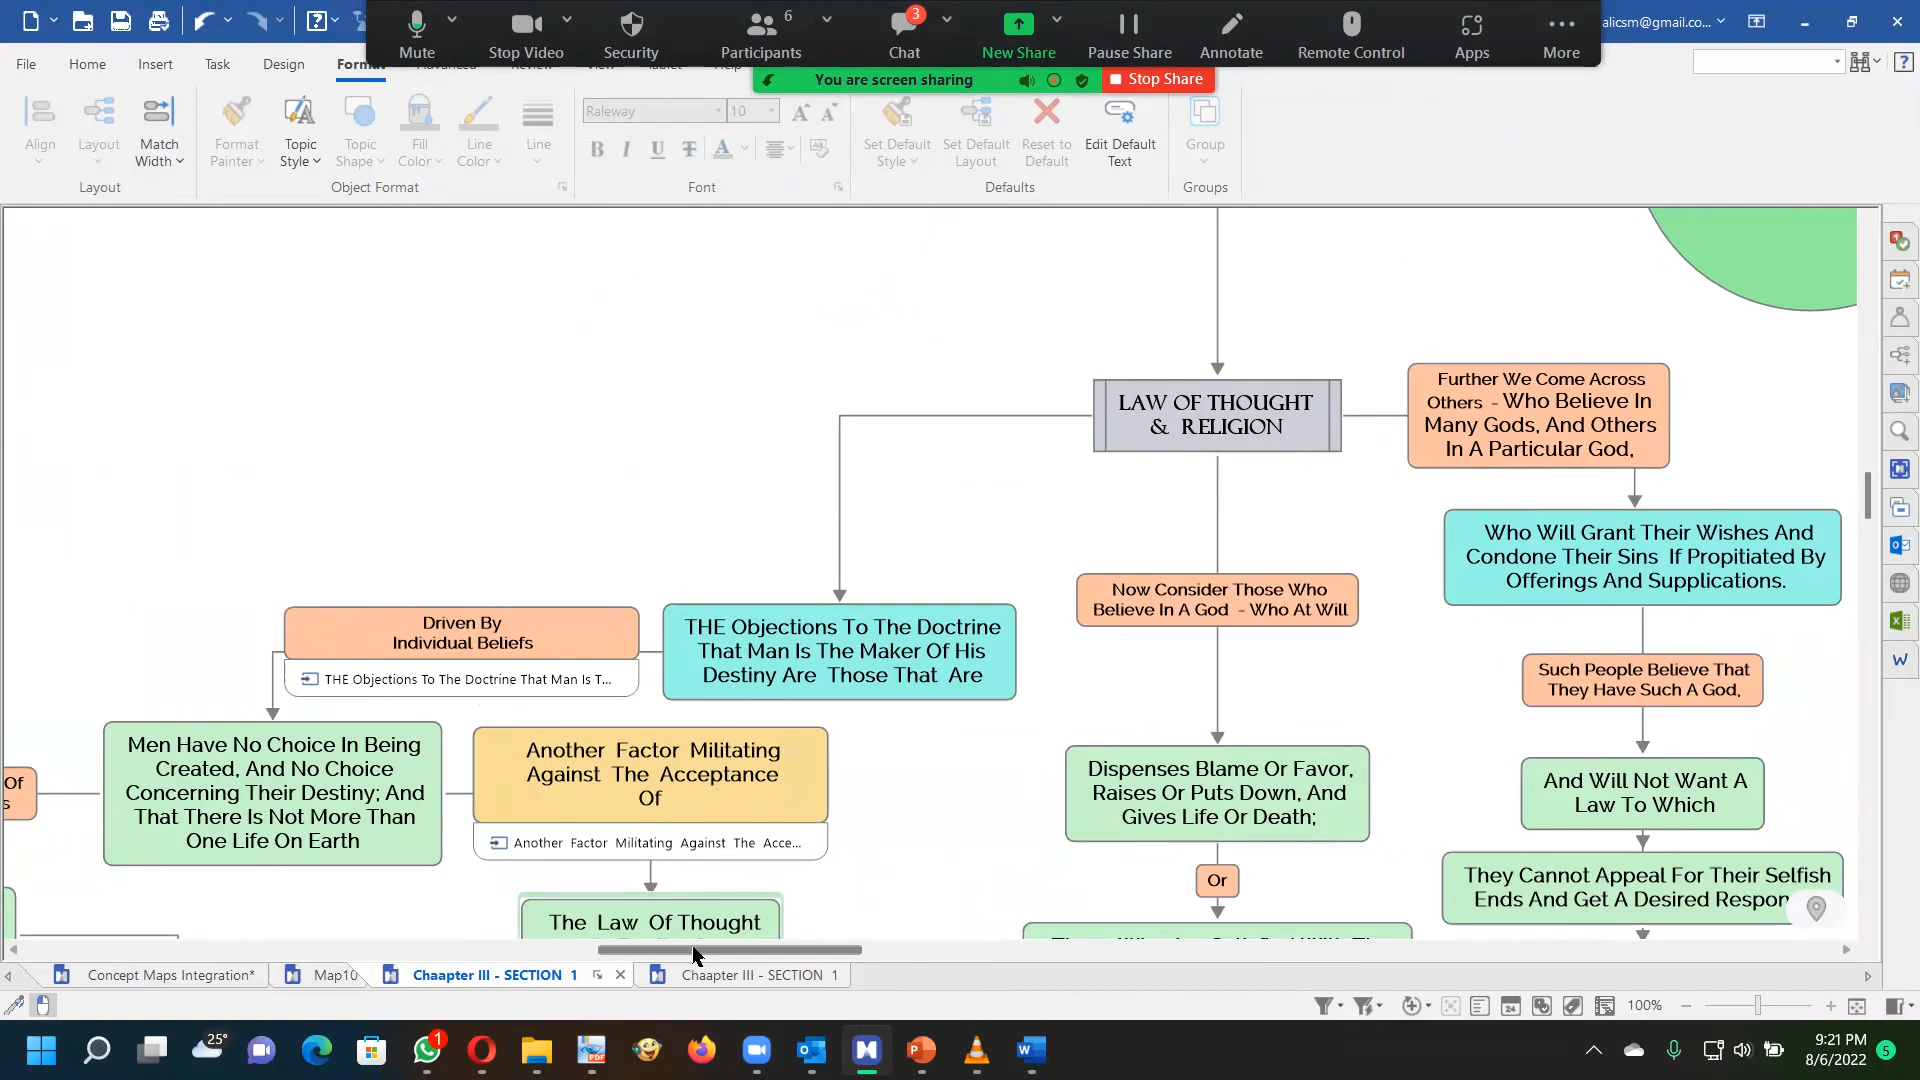 Mute
Stop Video
Security
Participants
6
Chat
3
New Share
Pause Share
Annotate
Remote Control
Apps
More
alicsm@gmail.co...
You are screen sharing
Stop Share
File
Home
Insert
Task
Design
Format
Align
Layout
Match
Width
Layout
Format
Painter
Topic
Style
Topic
Shape
Fill
Color
Line
Color
Line
Object Format
Raleway
10
Font
Set Default
Style
Set Default
Layout
Reset to
Default
Edit Default
Text
Defaults
Group
Groups
LAW OF THOUGHT
& RELIGION
Further We Come Across
Others - Who Believe In
Many Gods, And Others
In A Particular God,
Who Will Grant Their Wishes And
Condone Their Sins If Propitiated By
Offerings And Supplications.
Such People Believe That
They Have Such A God,
And Will Not Want A
Law To Which
They Cannot Appeal For Their Selfish
Ends And Get A Desired Respon
Now Consider Those Who
Believe In A God - Who At Will
Dispenses Blame Or Favor,
Raises Or Puts Down, And
Gives Life Or Death;
Or
THE Objections To The Doctrine
That Man Is The Maker Of His
Destiny Are Those That Are
Driven By
Individual Beliefs
THE Objections To The Doctrine That Man Is T...
Men Have No Choice In Being
Created, And No Choice
Concerning Their Destiny; And
That There Is Not More Than
One Life On Earth
Of
s
Another Factor Militating
Against The Acceptance
Of
Another Factor Militating Against The Acce...
The Law Of Thought
Concept Maps Integration*
Map10
Chaapter III - SECTION 1
Chaapter III - SECTION 1
100%
25°
1
9:21 PM
8/6/2022
5